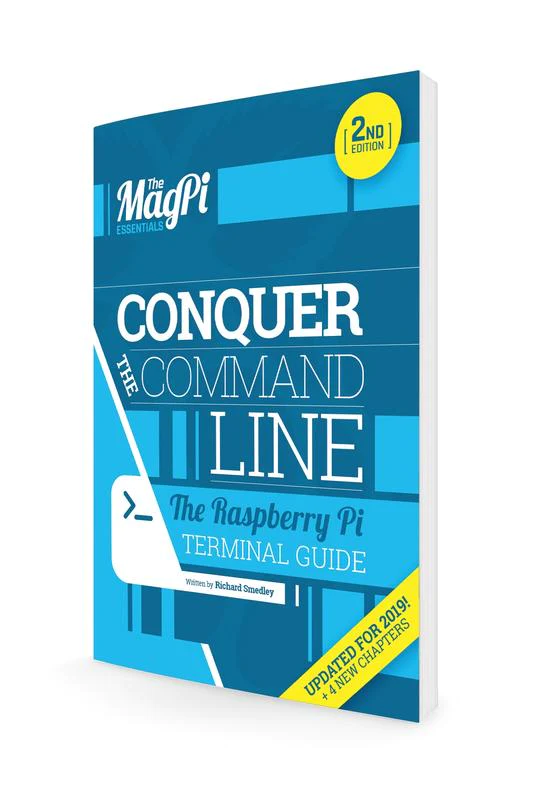 2ND
[ EDITION ]
The
MagPi
ESSENTIALS
CONQUER
THE COMMAND
LINE
>_
The Raspberry Pi
TERMINAL GUIDE
Written by Richard Smedley
UPDATED FOR 2019!
+ 4 NEW CHAPTERS